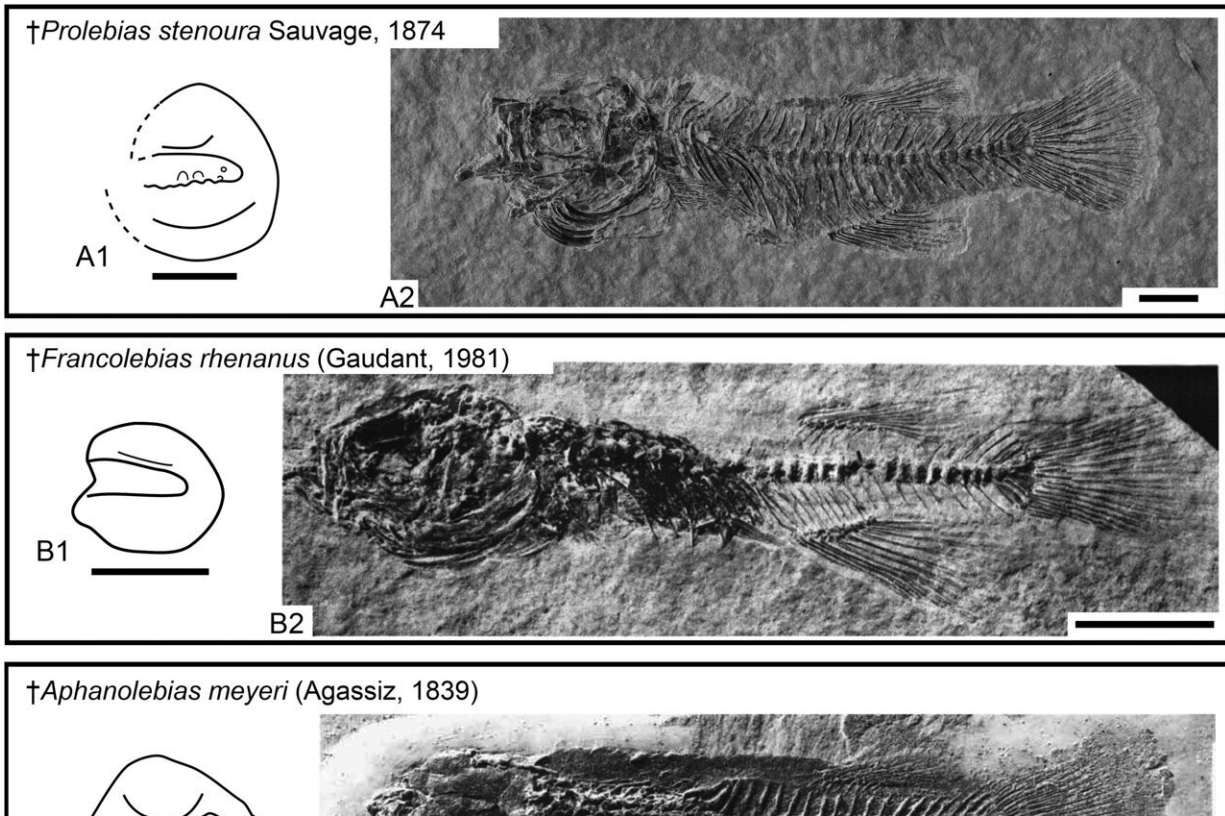 †Prolebias stenoura Sauvage, 1874
A1
A2
†Francolebias rhenanus (Gaudant, 1981)
B1
B2
†Aphanolebias meyeri (Agassiz, 1839)